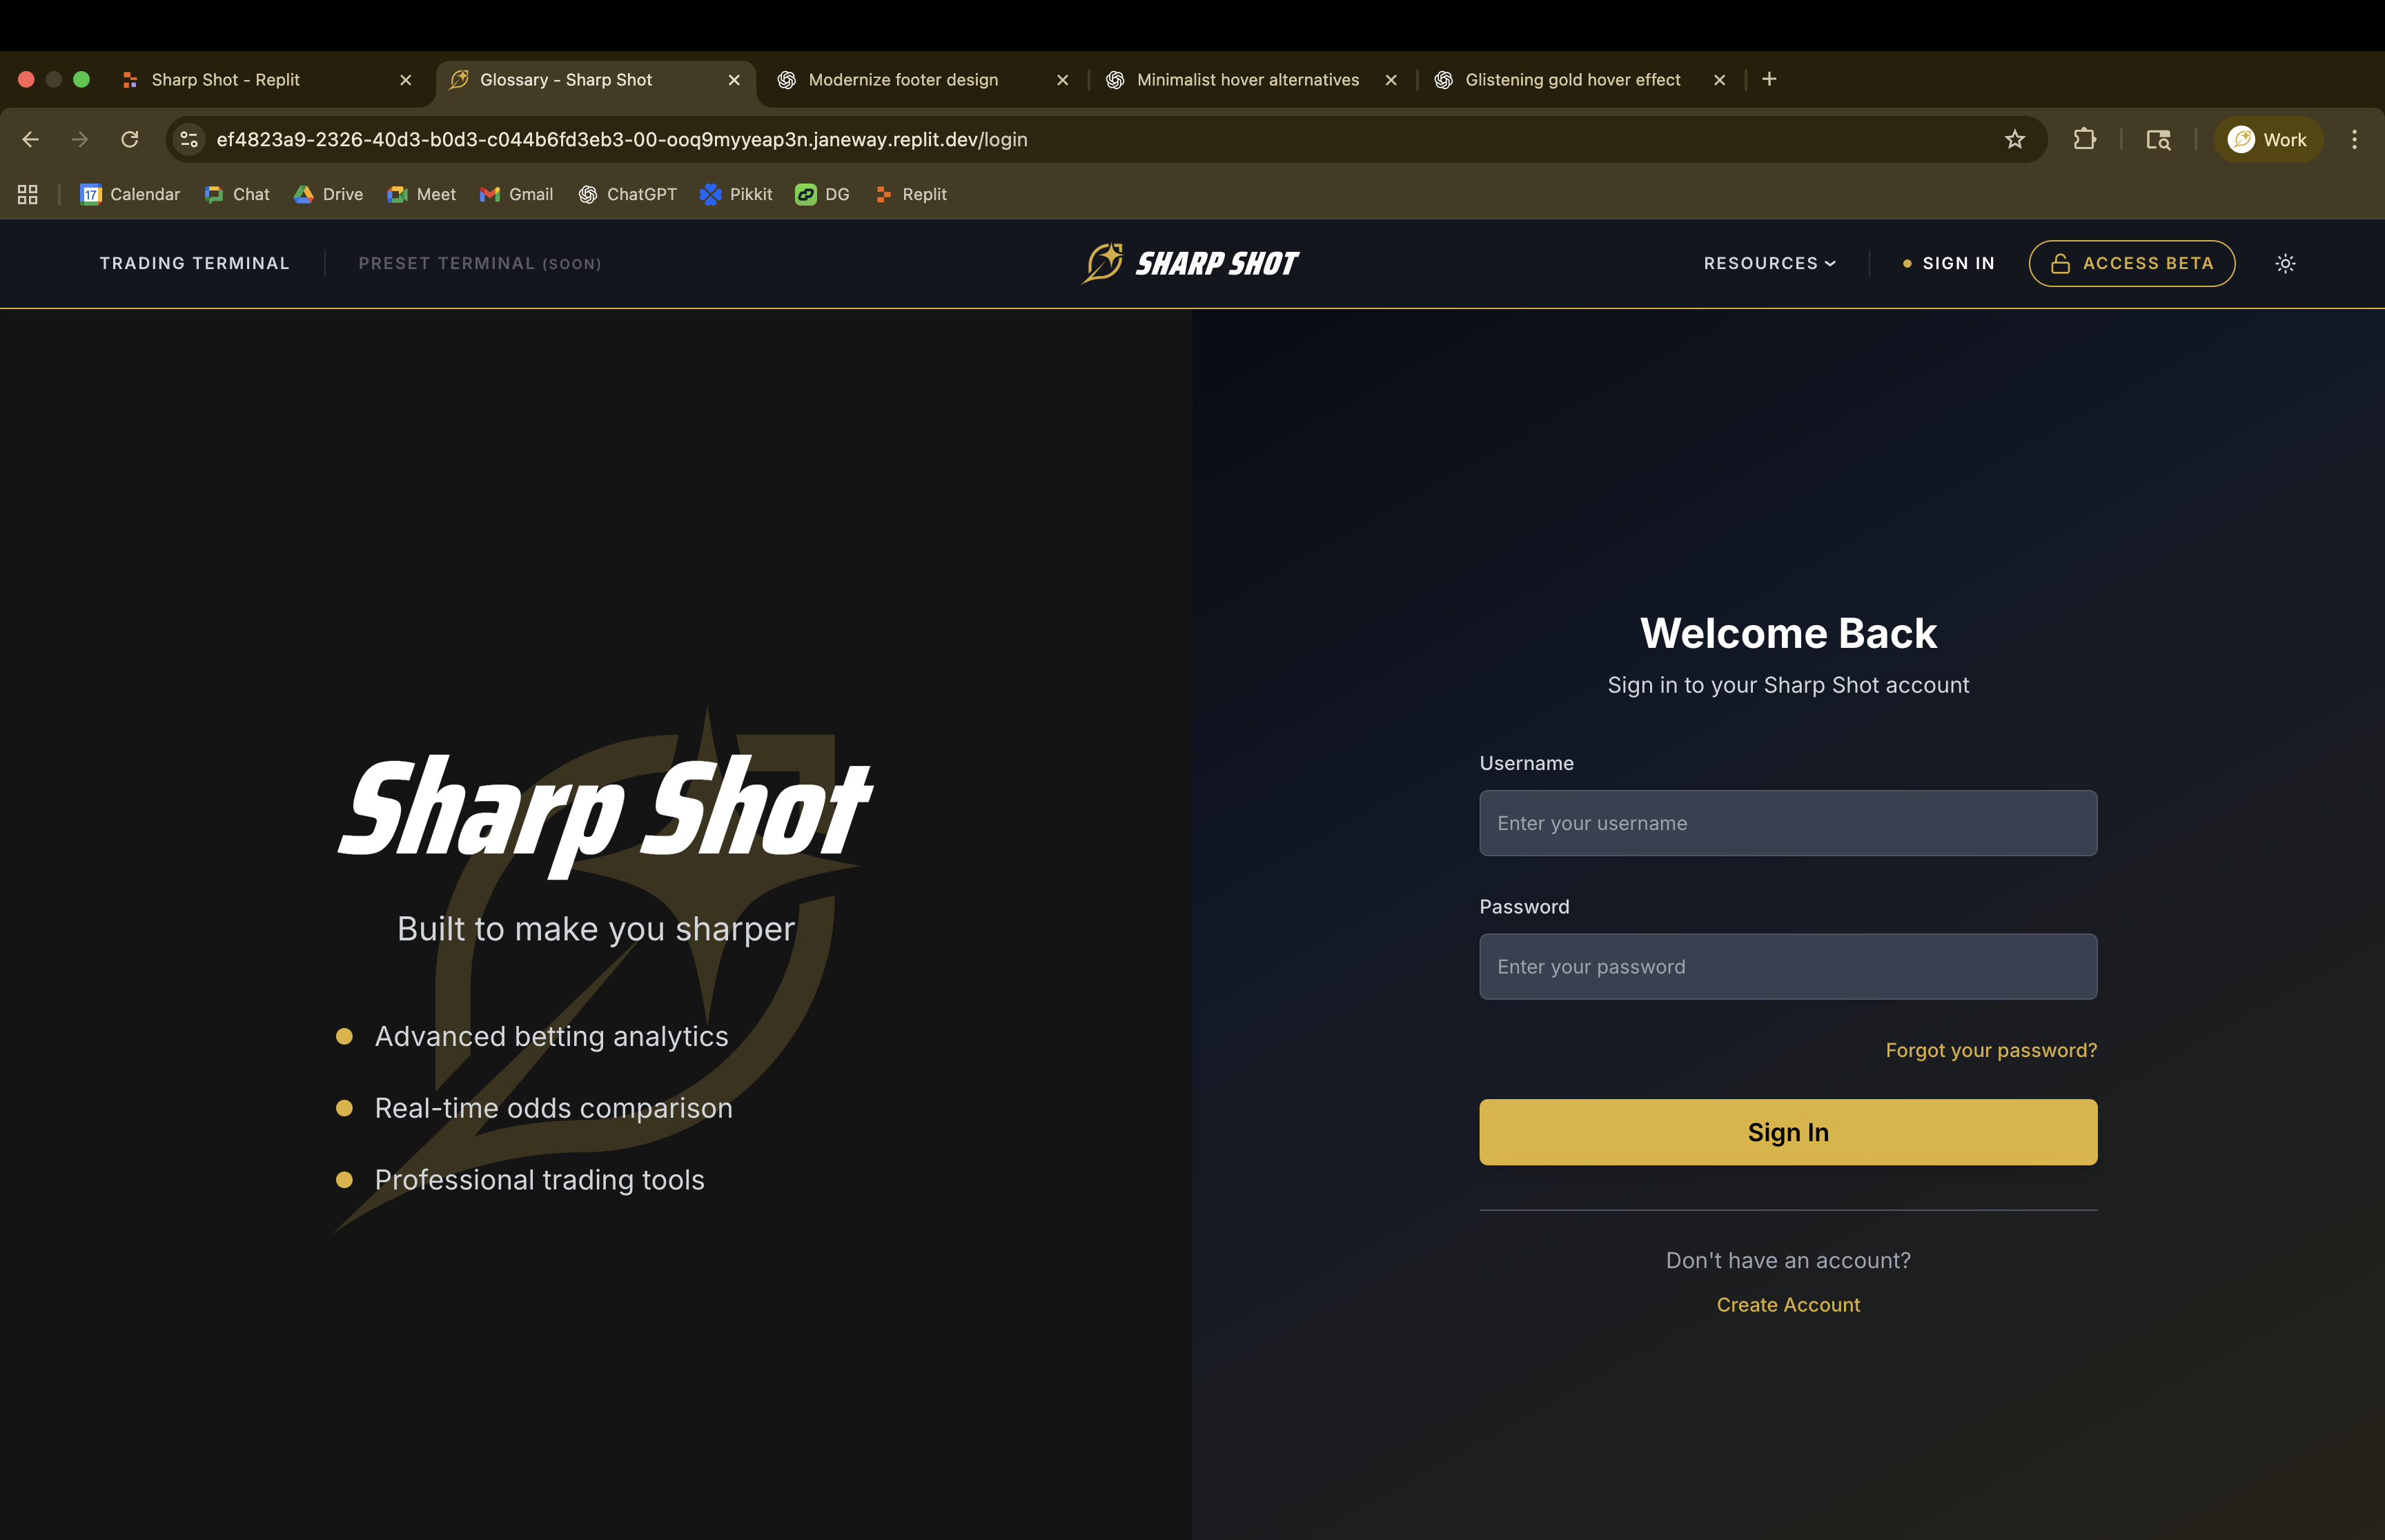 Sharp Shot - Replit
Glossary - Sharp Shot
Modernize footer design
Minimalist hover alternatives
Glistening gold hover effect
ef4823a9-2326-40d3-b0d3-c044b6fd3eb3-00-ooq9myyeap3n.janeway.replit.dev/login
Work
17 Calendar Chat Drive Meet Gmail ChatGPT Pikkit DG Replit
TRADING TERMINAL PRESET TERMINAL (SOON) SHARP SHOT RESOURCES SIGN IN ACCESS BETA
Sharp Shot
Built to make you sharper
Advanced betting analytics
Real-time odds comparison
Professional trading tools
Welcome Back
Sign in to your Sharp Shot account
Username
Enter your username
Password
Enter your password
Forgot your password?
Sign In
Don't have an account?
Create Account